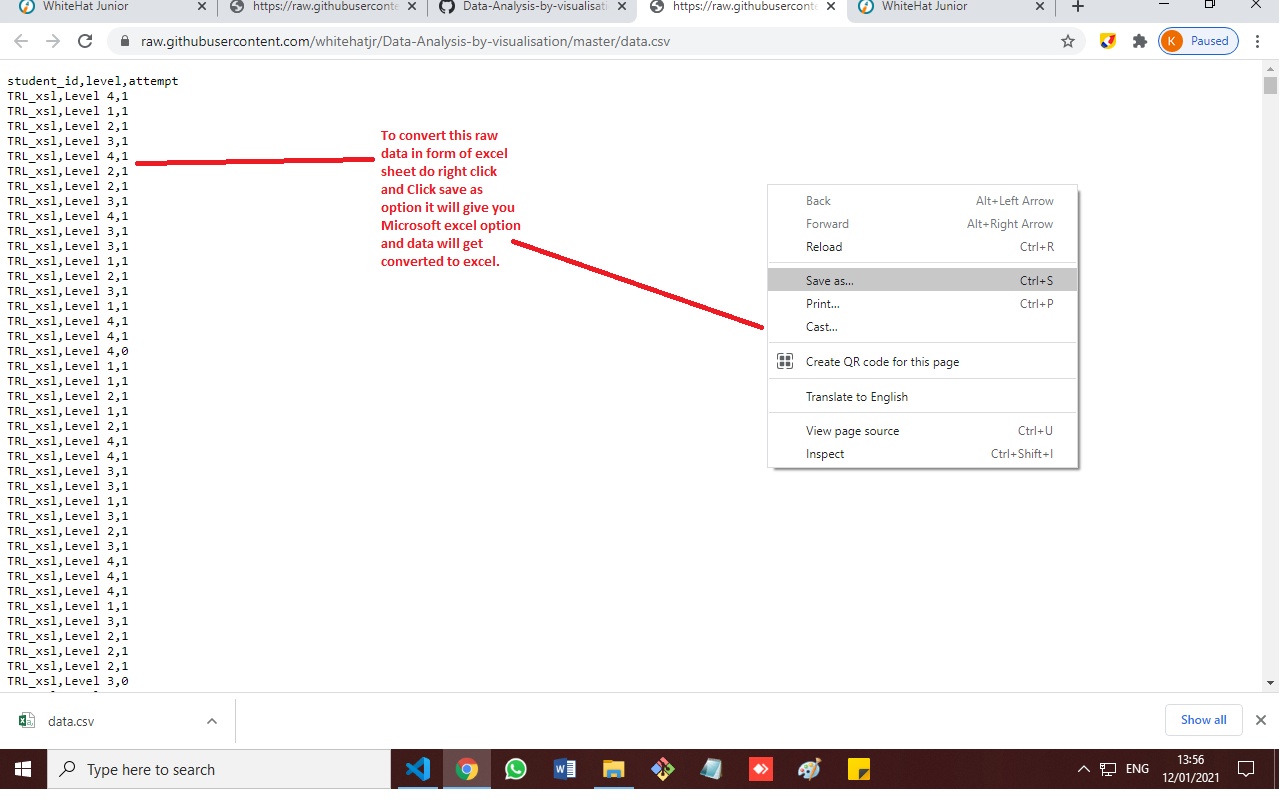 WhiteHat Junior
https://raw.githubusercontent
Data-Analysis-by-visualisati
https://raw.githubusercontent
WhiteHat Junior
raw.githubusercontent.com/whitehatjr/Data-Analysis-by-visualisation/master/data.csv
K Paused
student_id,level,attempt
TRL_xsl,Level 4,1
TRL_xsl,Level 1,1
TRL_xsl,Level 2,1
TRL_xsl,Level 3,1
TRL_xsl,Level 4,1
TRL_xsl,Level 2,1
TRL_xsl,Level 2,1
TRL_xsl,Level 3,1
TRL_xsl,Level 4,1
TRL_xsl,Level 3,1
TRL_xsl,Level 3,1
TRL_xsl,Level 1,1
TRL_xsl,Level 2,1
TRL_xsl,Level 3,1
TRL_xsl,Level 1,1
TRL_xsl,Level 4,1
TRL_xsl,Level 4,1
TRL_xsl,Level 4,0
TRL_xsl,Level 1,1
TRL_xsl,Level 1,1
TRL_xsl,Level 2,1
TRL_xsl,Level 1,1
TRL_xsl,Level 2,1
TRL_xsl,Level 4,1
TRL_xsl,Level 4,1
TRL_xsl,Level 3,1
TRL_xsl,Level 3,1
TRL_xsl,Level 1,1
TRL_xsl,Level 3,1
TRL_xsl,Level 2,1
TRL_xsl,Level 3,1
TRL_xsl,Level 4,1
TRL_xsl,Level 4,1
TRL_xsl,Level 4,1
TRL_xsl,Level 1,1
TRL_xsl,Level 3,1
TRL_xsl,Level 2,1
TRL_xsl,Level 2,1
TRL_xsl,Level 2,1
TRL_xsl,Level 3,0
To convert this raw
data in form of excel
sheet do right click
and Click save as
option it will give you
Microsoft excel option
and data will get
converted to excel.
Back Alt+Left Arrow
Forward Alt+Right Arrow
Reload Ctrl+R
Save as... Ctrl+S
Print... Ctrl+P
Cast...
Create QR code for this page
Translate to English
View page source Ctrl+U
Inspect Ctrl+Shift+I
data.csv
Show all
Type here to search
ENG
13:56
12/01/2021